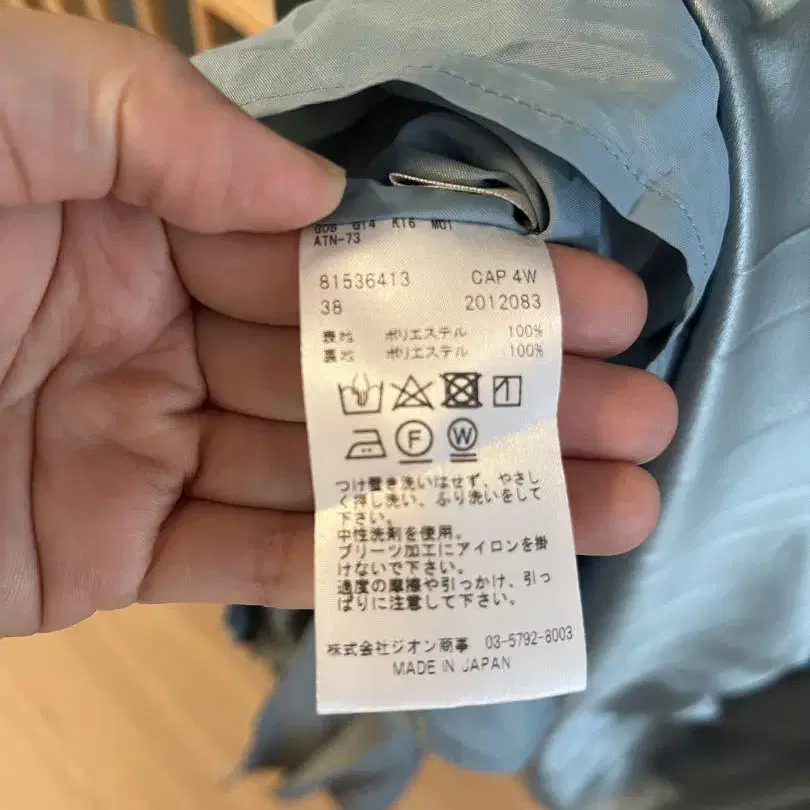 G08 G14 K16 M01
ATN-73
81536413 CAP 4W
38 2012083
表地 ポリエステル 100%
裏地 ポリエステル 100%
F W
つけ置き洗いはせず、やさし
く押し洗い、ふり洗いをして
下さい。
中性洗剤を使用。
プリーツ加工にアイロンを掛
けないで下さい。
過度の摩擦や引っかけ、引っ
ぱりに注意して下さい。
株式会社ジオン商事 03-5792-8003
MADE IN JAPAN